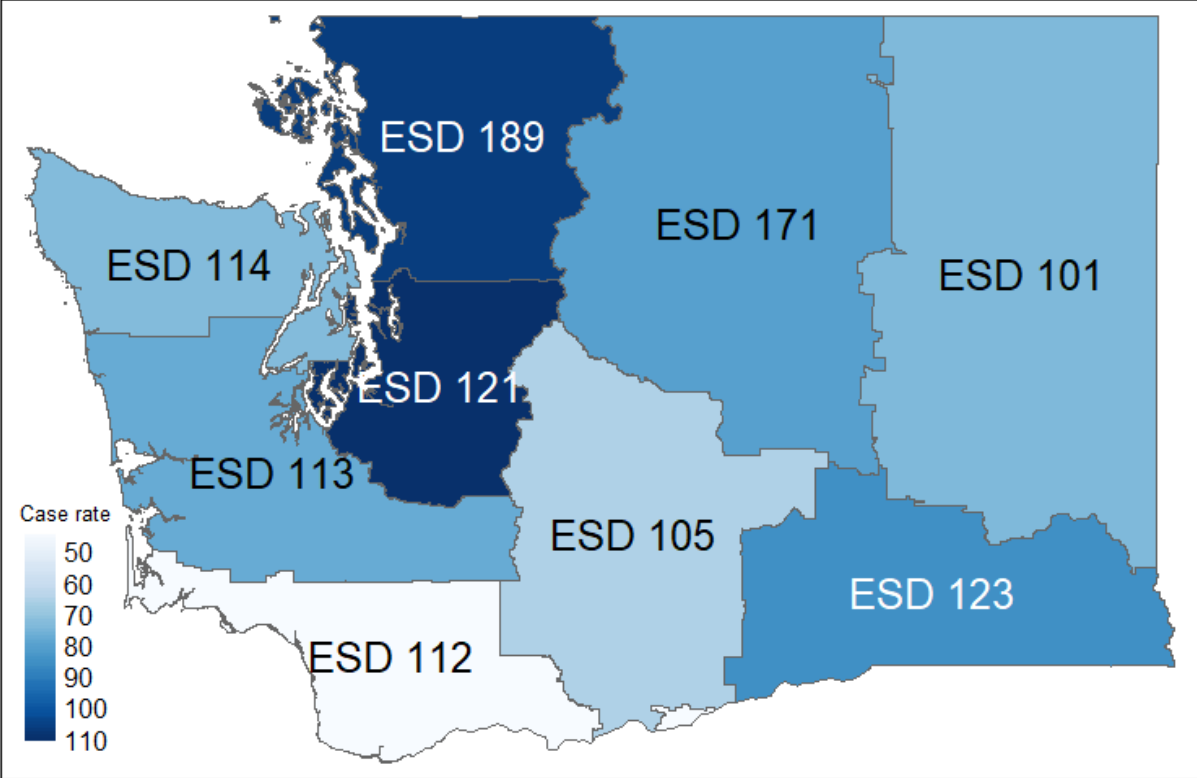 ESD 189
ESD 171
ESD 114
ESD 101
ESD 121
ESD 113
ESD 105
ESD 123
ESD 112
Case rate
50
60
70
80
90
100
110